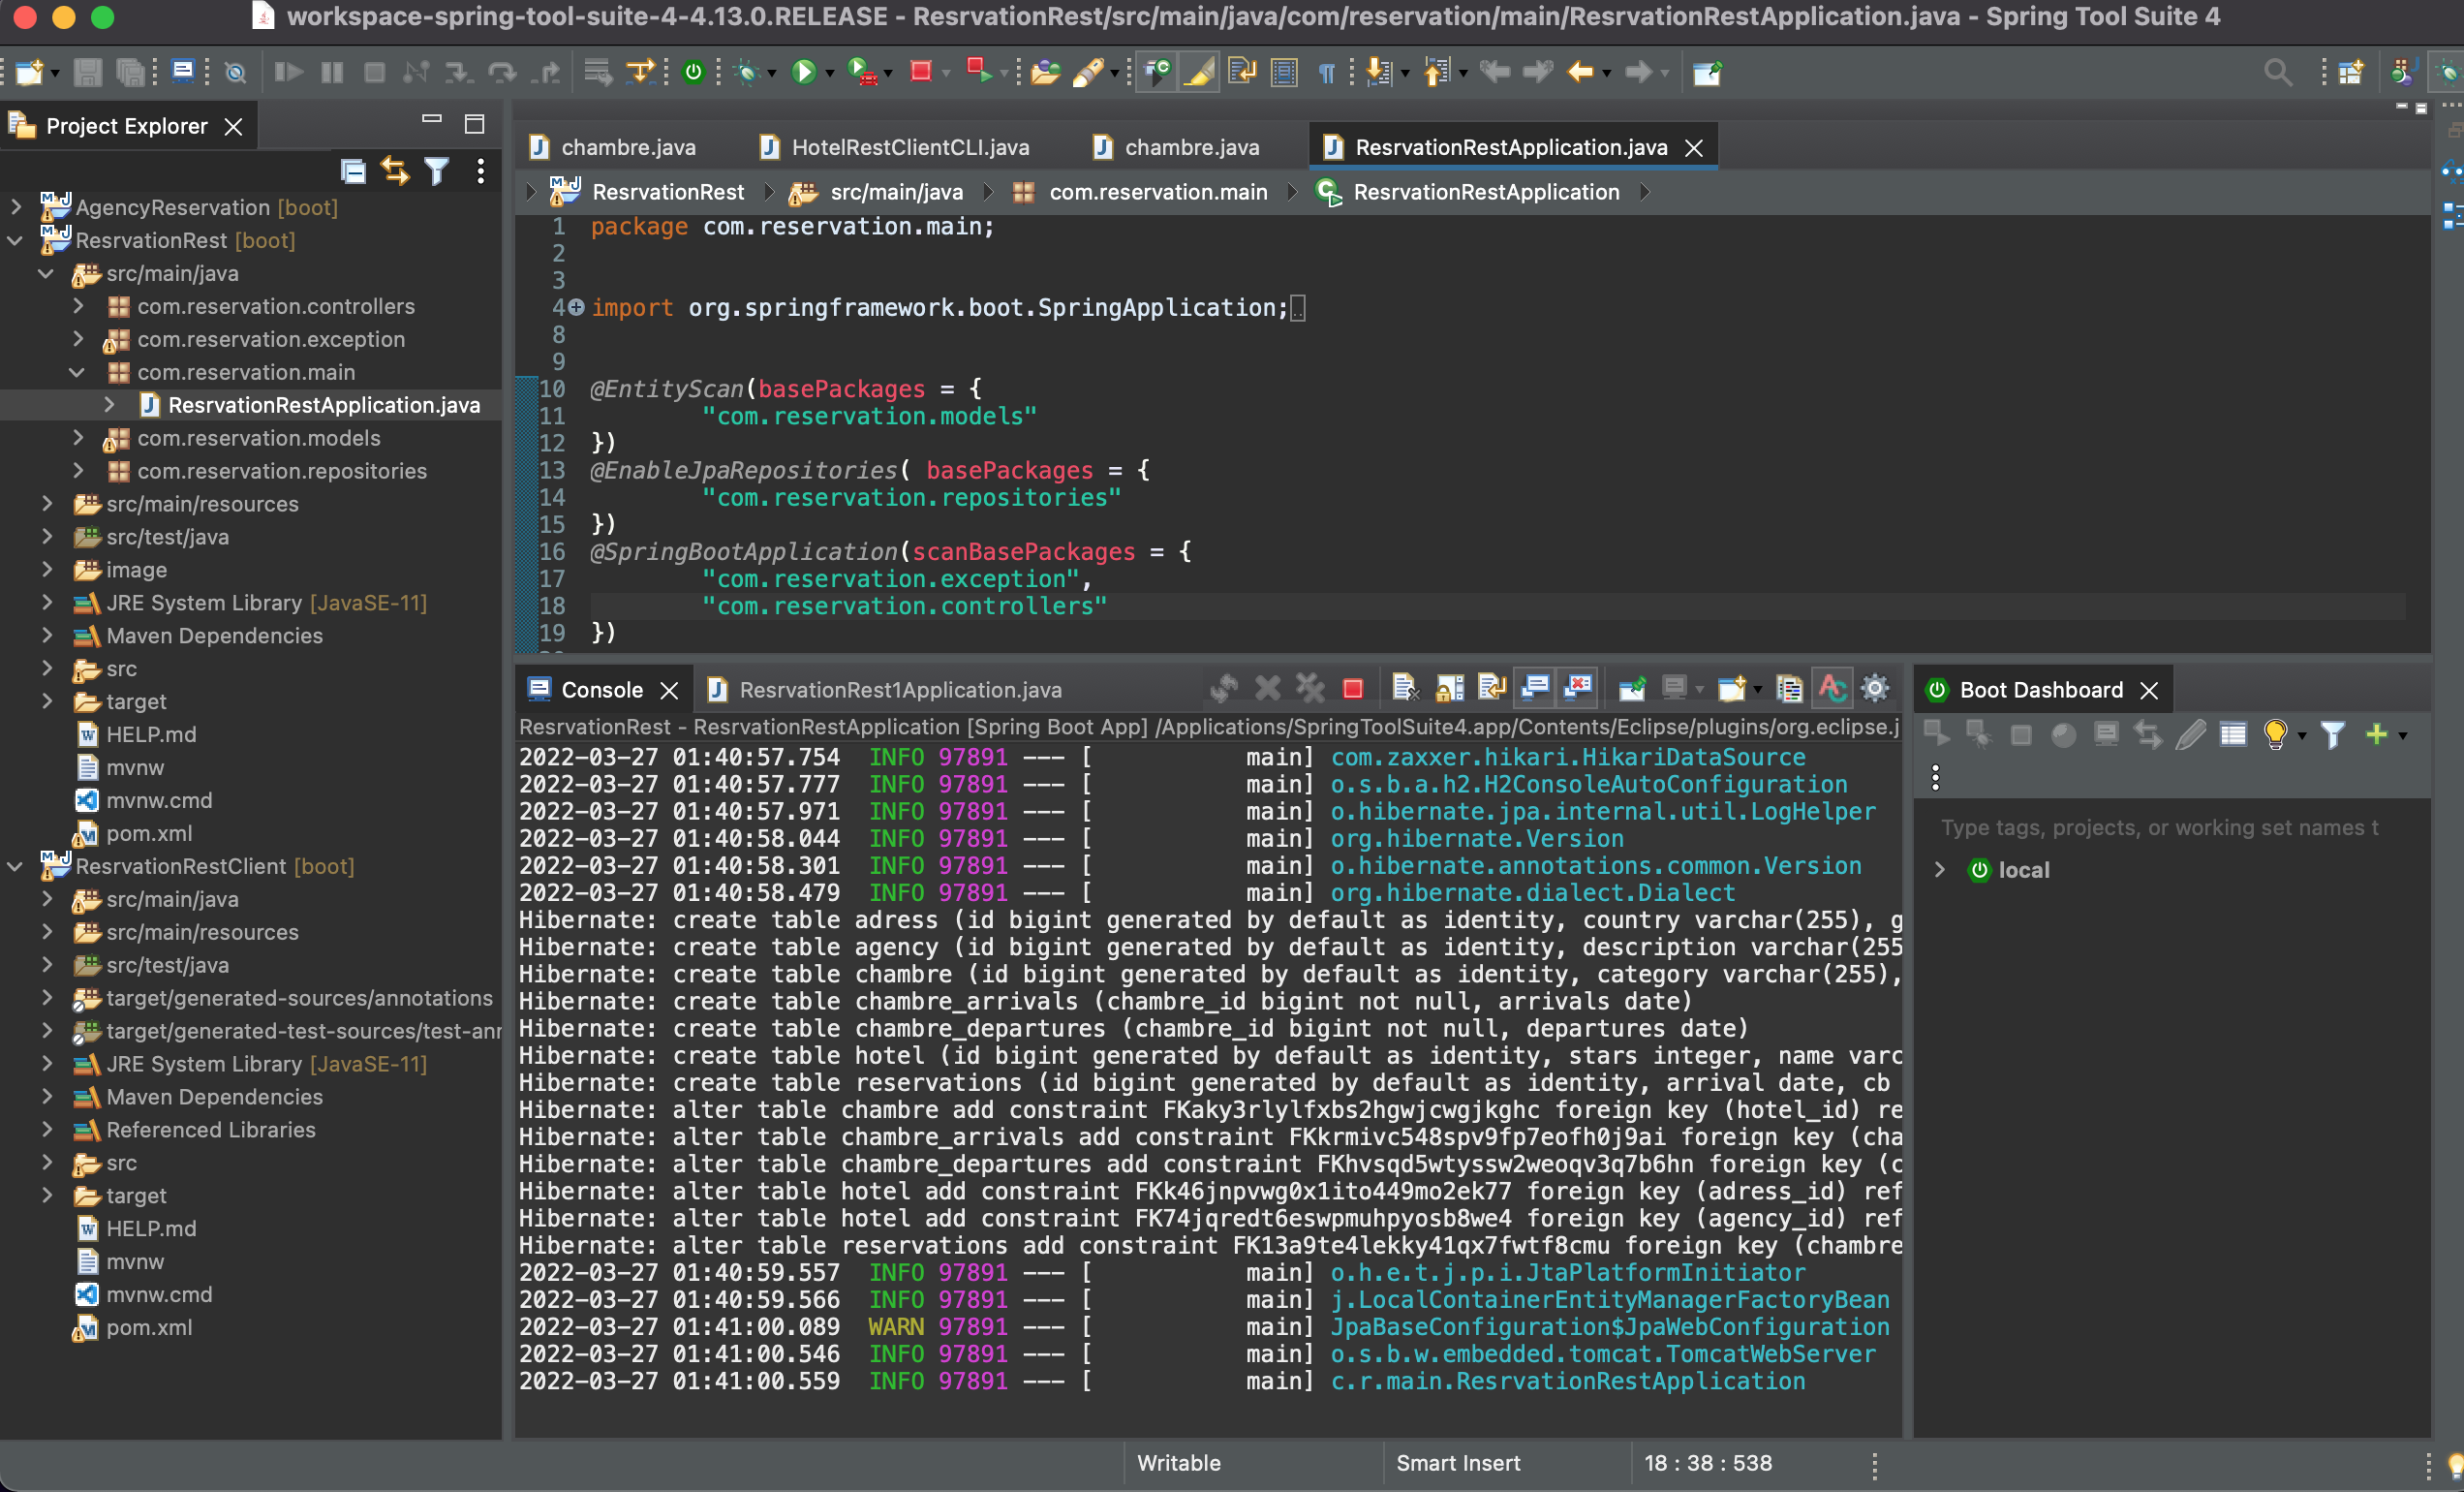 workspace-spring-tool-suite-4-4.13.0.RELEASE - ResrvationRest/src/main/java/com/reservation/main/ResrvationRestApplication.java - Spring Tool Suite 4
Project Explorer
AgencyReservation [boot]
ResrvationRest [boot]
src/main/java
com.reservation.controllers
com.reservation.exception
com.reservation.main
ResrvationRestApplication.java
com.reservation.models
com.reservation.repositories
src/main/resources
src/test/java
image
JRE System Library [JavaSE-11]
Maven Dependencies
src
target
HELP.md
mvnw
mvnw.cmd
pom.xml
ResrvationRestClient [boot]
src/main/java
src/main/resources
src/test/java
target/generated-sources/annotations
target/generated-test-sources/test-anr
JRE System Library [JavaSE-11]
Maven Dependencies
Referenced Libraries
src
target
HELP.md
mvnw
mvnw.cmd
pom.xml
chambre.java HotelRestClientCLI.java chambre.java ResrvationRestApplication.java
ResrvationRest src/main/java com.reservation.main ResrvationRestApplication
1 package com.reservation.main;
2
3
4 import org.springframework.boot.SpringApplication;
8
9
10 @EntityScan(basePackages = {
11 "com.reservation.models"
12 })
13 @EnableJpaRepositories( basePackages = {
14 "com.reservation.repositories"
15 })
16 @SpringBootApplication(scanBasePackages = {
17 "com.reservation.exception",
18 "com.reservation.controllers"
19 })
Console ResrvationRest1Application.java
ResrvationRest - ResrvationRestApplication [Spring Boot App] /Applications/SpringToolSuite4.app/Contents/Eclipse/plugins/org.eclipse.j
2022-03-27 01:40:57.754 INFO 97891 --- [ main] com.zaxxer.hikari.HikariDataSource
2022-03-27 01:40:57.777 INFO 97891 --- [ main] o.s.b.a.h2.H2ConsoleAutoConfiguration
2022-03-27 01:40:57.971 INFO 97891 --- [ main] o.hibernate.jpa.internal.util.LogHelper
2022-03-27 01:40:58.044 INFO 97891 --- [ main] org.hibernate.Version
2022-03-27 01:40:58.301 INFO 97891 --- [ main] o.hibernate.annotations.common.Version
2022-03-27 01:40:58.479 INFO 97891 --- [ main] org.hibernate.dialect.Dialect
Hibernate: create table adress (id bigint generated by default as identity, country varchar(255), g
Hibernate: create table agency (id bigint generated by default as identity, description varchar(255
Hibernate: create table chambre (id bigint generated by default as identity, category varchar(255),
Hibernate: create table chambre_arrivals (chambre_id bigint not null, arrivals date)
Hibernate: create table chambre_departures (chambre_id bigint not null, departures date)
Hibernate: create table hotel (id bigint generated by default as identity, stars integer, name varc
Hibernate: create table reservations (id bigint generated by default as identity, arrival date, cb
Hibernate: alter table chambre add constraint FKaky3rlylfxbs2hgwjcwgjkghc foreign key (hotel_id) re
Hibernate: alter table chambre_arrivals add constraint FKkrmivc548spv9fp7eofh0j9ai foreign key (cha
Hibernate: alter table chambre_departures add constraint FKhvsqd5wtyssw2weoqv3q7b6hn foreign key (c
Hibernate: alter table hotel add constraint FKk46jnpvwg0x1ito449mo2ek77 foreign key (adress_id) ref
Hibernate: alter table hotel add constraint FK74jqredt6eswpmuhpyosb8we4 foreign key (agency_id) ref
Hibernate: alter table reservations add constraint FK13a9te4lekky41qx7fwtf8cmu foreign key (chambre
2022-03-27 01:40:59.557 INFO 97891 --- [ main] o.h.e.t.j.p.i.JtaPlatformInitiator
2022-03-27 01:40:59.566 INFO 97891 --- [ main] j.LocalContainerEntityManagerFactoryBean
2022-03-27 01:41:00.089 WARN 97891 --- [ main] JpaBaseConfiguration$JpaWebConfiguration
2022-03-27 01:41:00.546 INFO 97891 --- [ main] o.s.b.w.embedded.tomcat.TomcatWebServer
2022-03-27 01:41:00.559 INFO 97891 --- [ main] c.r.main.ResrvationRestApplication
Boot Dashboard
Type tags, projects, or working set names t
local
Writable Smart Insert 18 : 38 : 538